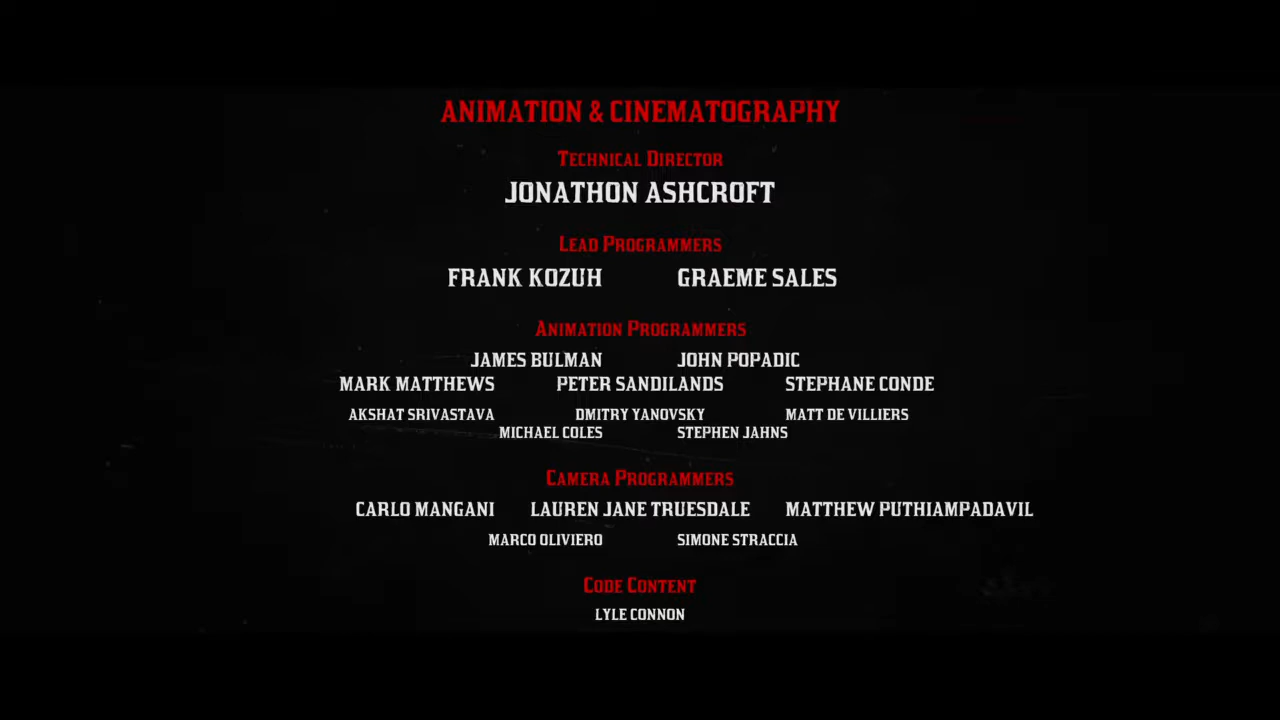 ANIMATION & CINEMATOGRAPHY
TECHNICAL DIRECTOR
JONATHON ASHCROFT
LEAD PROGRAMMERS
FRANK KOZUH GRAEME SALES
ANIMATION PROGRAMMERS
JAMES BULMAN JOHN POPADIC
MARK MATTHEWS PETER SANDILANDS STEPHANE CONDE
AKSHAT SRIVASTAVA DMITRY YANOVSKY MATT DE VILLIERS
MICHAEL COLES STEPHEN JAHNS
CAMERA PROGRAMMERS
CARLO MANGANI LAUREN JANE TRUESDALE MATTHEW PUTHIAMPADAVIL
MARCO OLIVIERO SIMONE STRACCIA
CODE CONTENT
LYLE CONNON